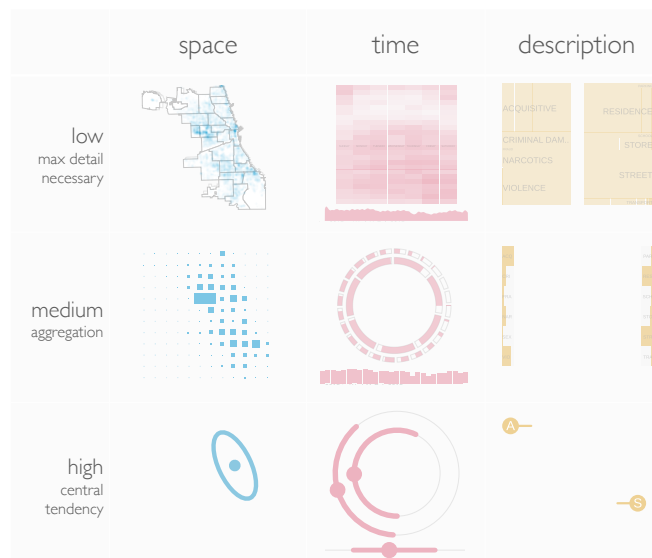 space time description
low
max detail
necessary
ACQUISITIVE
CRIMINAL DAM.
NARCOTICS
VIOLENCE
RESIDENCE
STORE
STREET
medium
aggregation
high
central
tendency
A
S